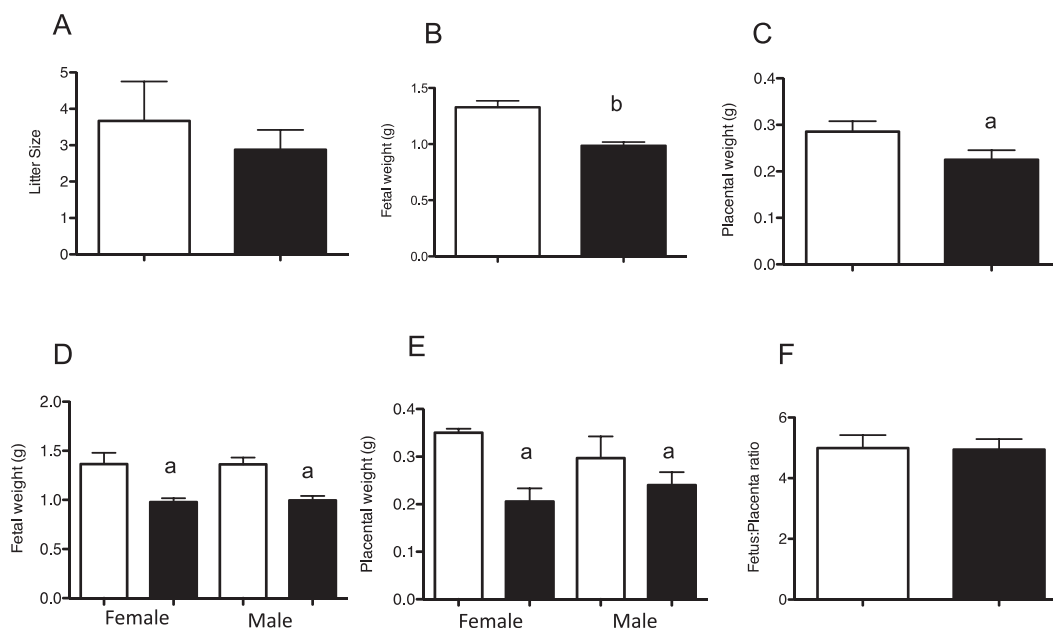 A
B
C
Litter Size
5
4
3
2
1
0
Fetal weight (g)
1.5
1.0
0.5
0.0
b
Placental weight (g)
0.4
0.3
0.2
0.1
0.0
a
D
E
F
Fetal weight (g)
2.0
1.5
1.0
0.5
0.0
a
a
Female
Male
Placental weight (g)
0.4
0.3
0.2
0.1
0.0
a
a
Female
Male
Fetus:Placenta ratio
6
4
2
0